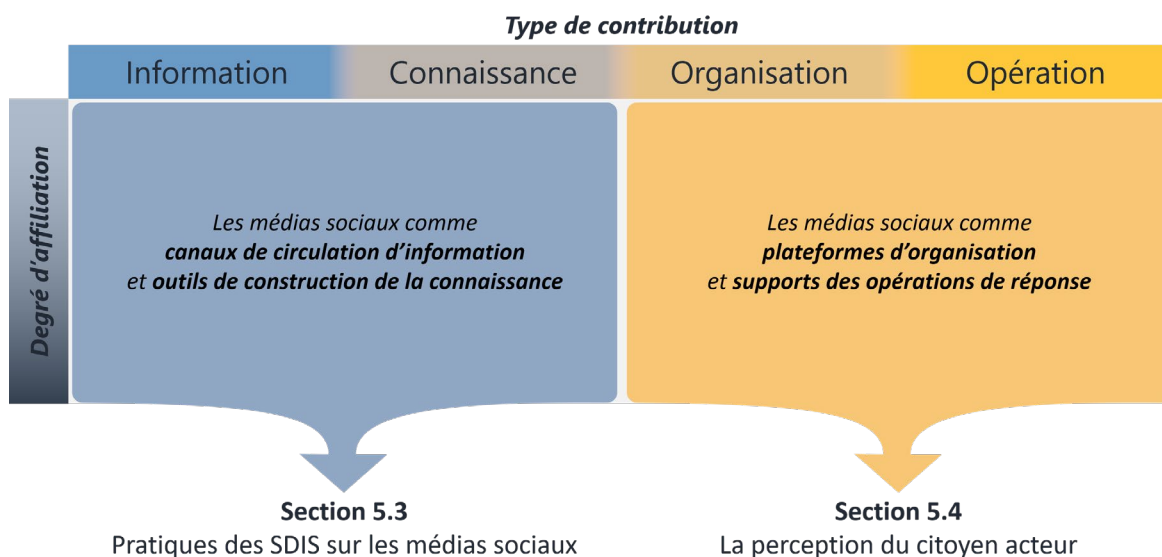 Type de contribution
Information
Connaissance
Organisation
Opération
Degré d'affiliation
Les médias sociaux comme
canaux de circulation d'information
et outils de construction de la connaissance
Les médias sociaux comme
plateformes d'organisation
et supports des opérations de réponse
Section 5.3
Pratiques des SDIS sur les médias sociaux
Section 5.4
La perception du citoyen acteur